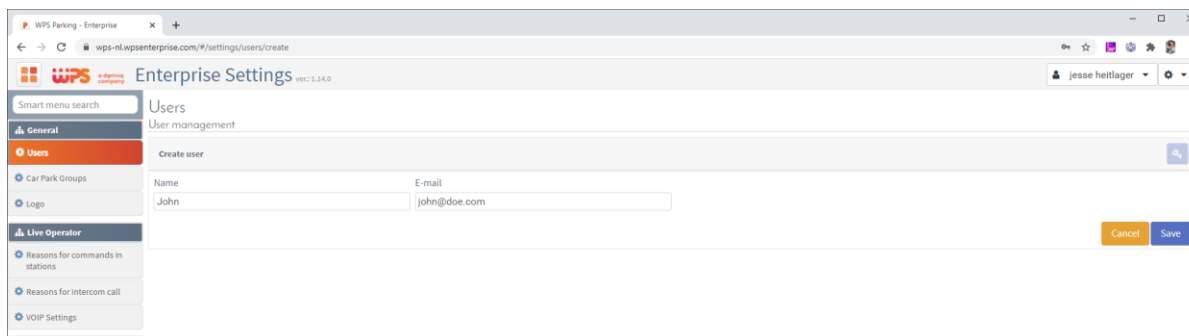 WPS Parking - Enterprise
wps-nl.wpsenterprise.com/#/settings/users/create
WPS a dormakaba company Enterprise Settings ver.: 1.14.0
jesse heitlager
Smart menu search
Users
User management
General
Users
Create user
Car Park Groups
Logo
Name
E-mail
John
john@doe.com
Cancel
Save
Live Operator
Reasons for commands in
stations
Reasons for intercom call
VOIP Settings